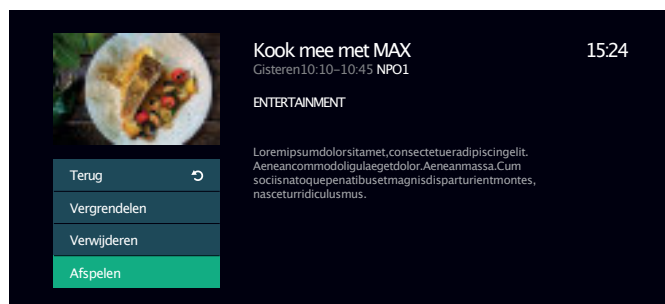 Kook mee met MAX
15:24
Gisteren10:10-10:45 NPO1
ENTERTAINMENT
Loremipsumdolorsitamet,consectetueradipiscingelit.
Aeneancommodoligulaegetdolor.Aeneanmassa.Cum
sociisnatoquepenatibusetmagnisdisparturientmontes,
nasceturridiculusmus.
Terug
Vergrendelen
Verwijderen
Afspelen